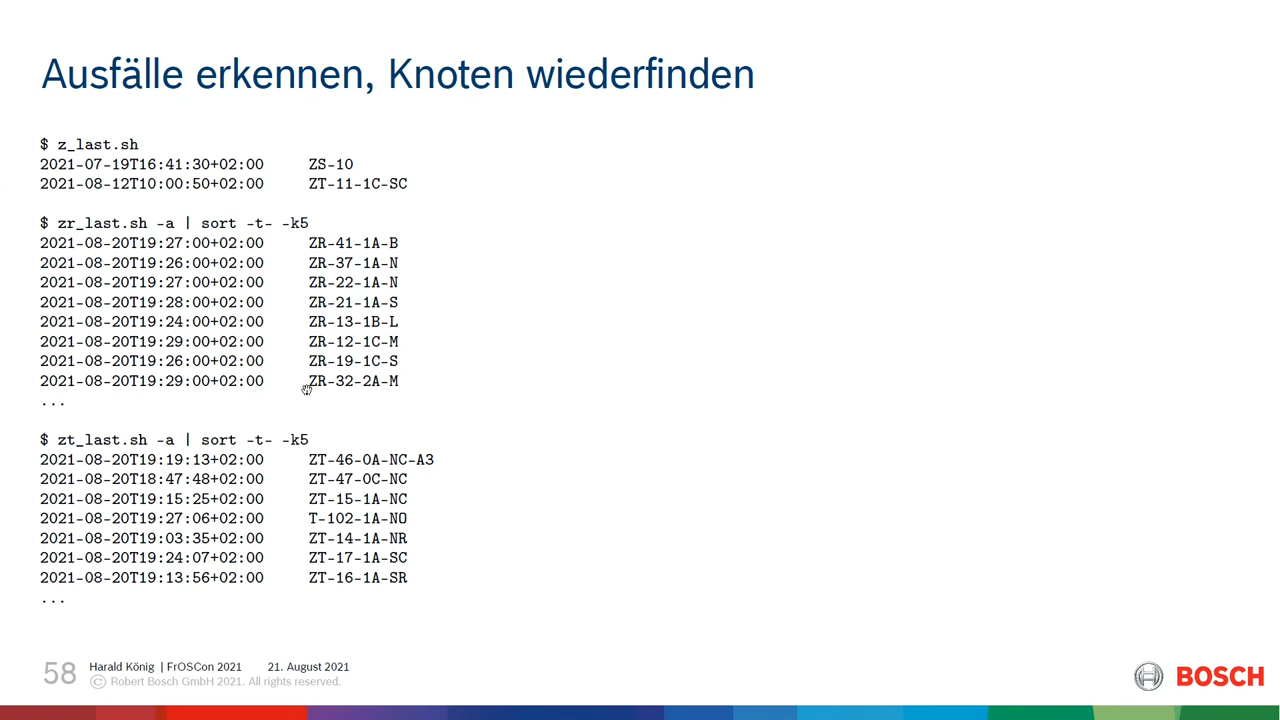 Ausfälle erkennen, Knoten wiederfinden
$ z_last.sh
2021-07-19T16:41:30+02:00 ZS-10
2021-08-12T10:00:50+02:00 ZT-11-1C-SC
$ zr_last.sh -a | sort -t- -k5
2021-08-20T19:27:00+02:00 ZR-41-1A-B
2021-08-20T19:26:00+02:00 ZR-37-1A-N
2021-08-20T19:27:00+02:00 ZR-22-1A-N
2021-08-20T19:28:00+02:00 ZR-21-1A-S
2021-08-20T19:24:00+02:00 ZR-13-1B-L
2021-08-20T19:29:00+02:00 ZR-12-1C-M
2021-08-20T19:26:00+02:00 ZR-19-1C-S
2021-08-20T19:29:00+02:00 ZR-32-2A-M
...
$ zt_last.sh -a | sort -t- -k5
2021-08-20T19:19:13+02:00 ZT-46-0A-NC-A3
2021-08-20T18:47:48+02:00 ZT-47-0C-NC
2021-08-20T19:15:25+02:00 ZT-15-1A-NC
2021-08-20T19:27:06+02:00 T-102-1A-NO
2021-08-20T19:03:35+02:00 ZT-14-1A-NR
2021-08-20T19:24:07+02:00 ZT-17-1A-SC
2021-08-20T19:13:56+02:00 ZT-16-1A-SR
...
58 Harald König | FrOSCon 2021 21. August 2021
© Robert Bosch GmbH 2021. All rights reserved.
BOSCH